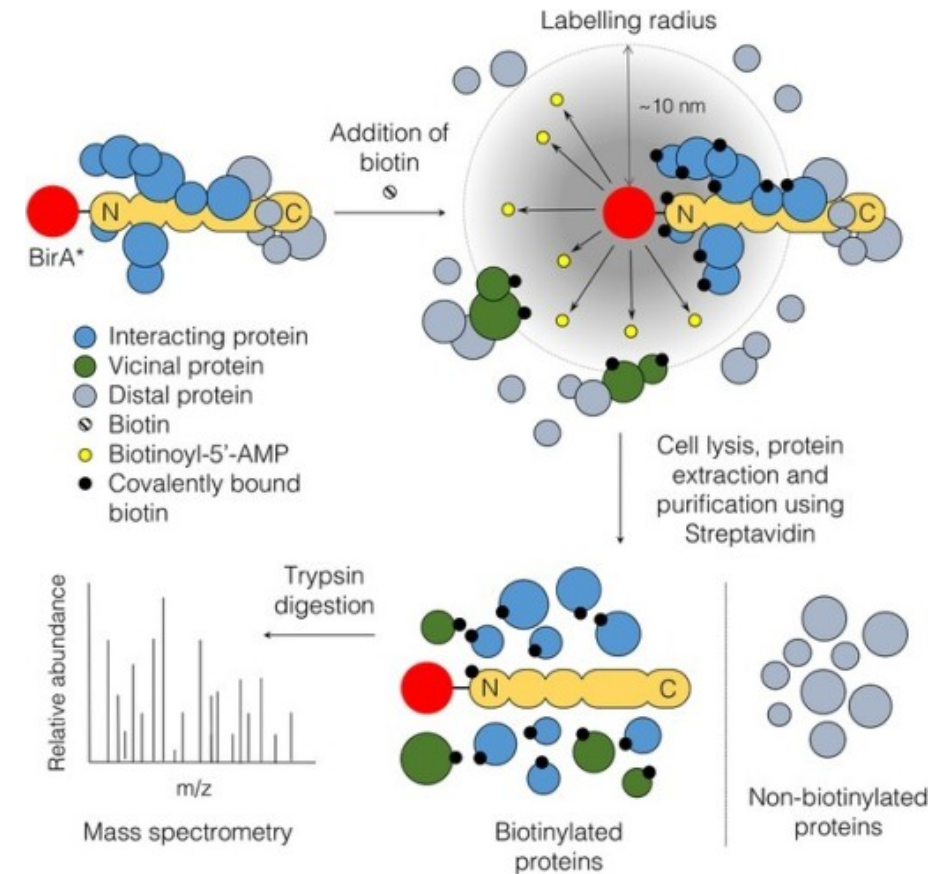 Labelling radius
~10 nm
Addition of
biotin
N
C
BirA*
N
C
Interacting protein
Vicinal protein
Distal protein
Biotin
Biotinoyl-5'-AMP
Covalently bound
biotin
Cell lysis, protein
extraction and
purification using
Streptavidin
Trypsin
digestion
Relative abundance
m/z
Mass spectrometry
N
C
Biotinylated
proteins
Non-biotinylated
proteins